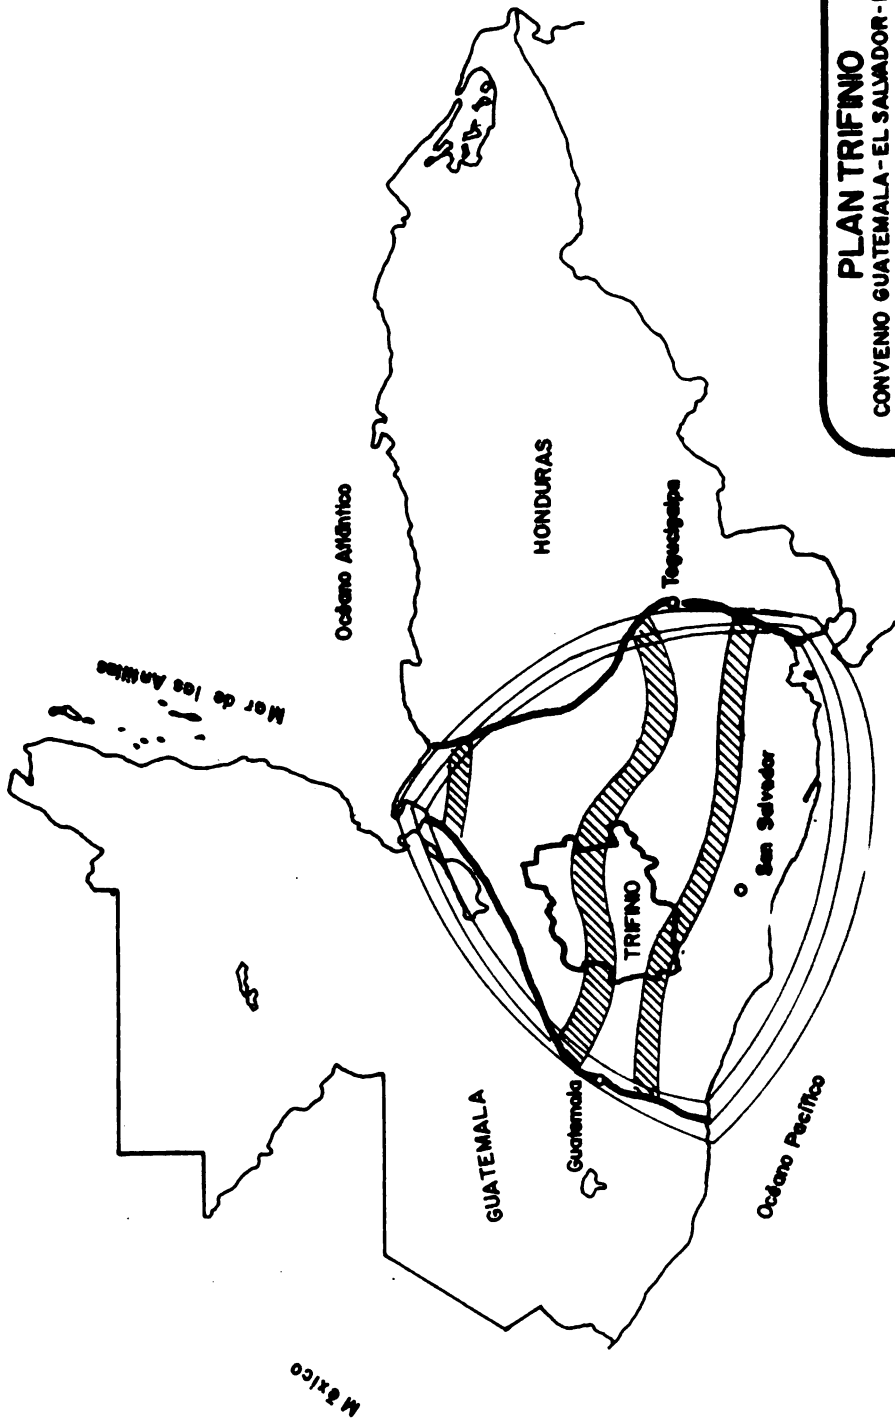 México
Mar de las Antillas
Océano Atlántico
GUATEMALA
HONDURAS
Guatemala
TRIFINIO
Tegucigalpa
San Salvador
Océano Pacífico
PLAN TRIFINIO
CONVENIO GUATEMALA-EL SALVADOR-